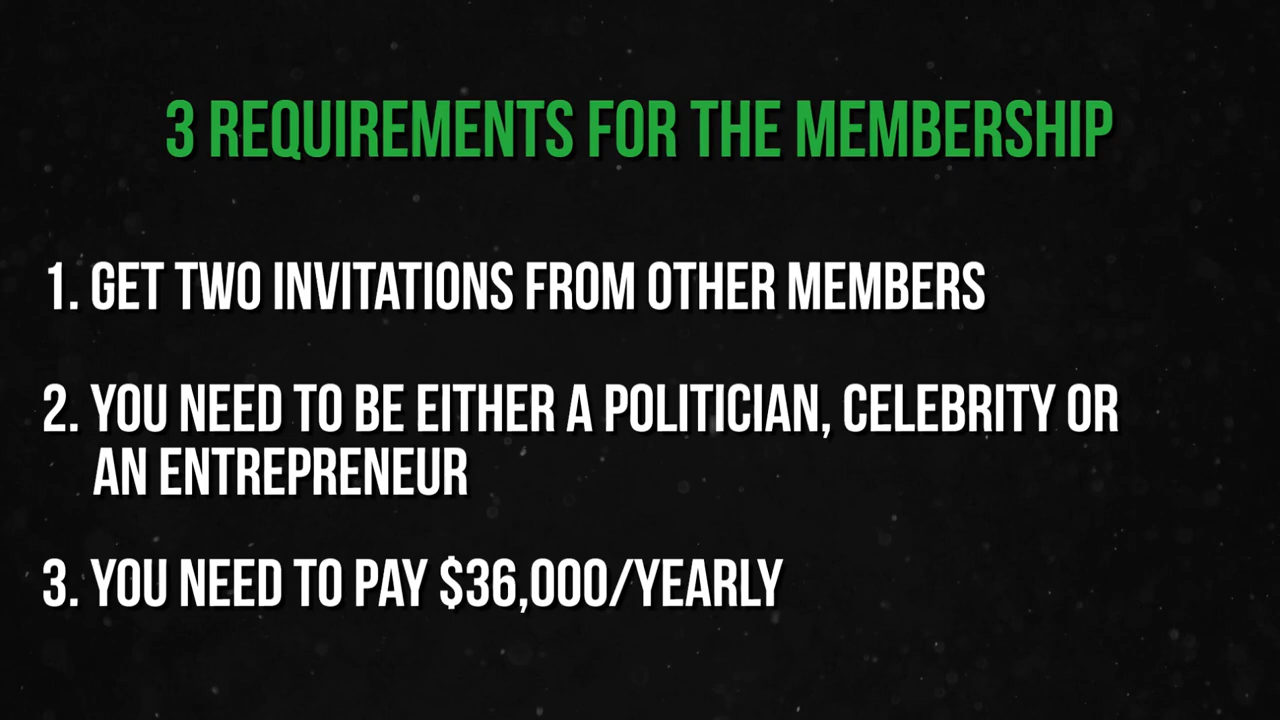 3 REQUIREMENTS FOR THE MEMBERSHIP
1. GET TWO INVITATIONS FROM OTHER MEMBERS
2. YOU NEED TO BE EITHER A POLITICIAN, CELEBRITY OR
AN ENTREPRENEUR
3. YOU NEED TO PAY $36,000/YEARLY